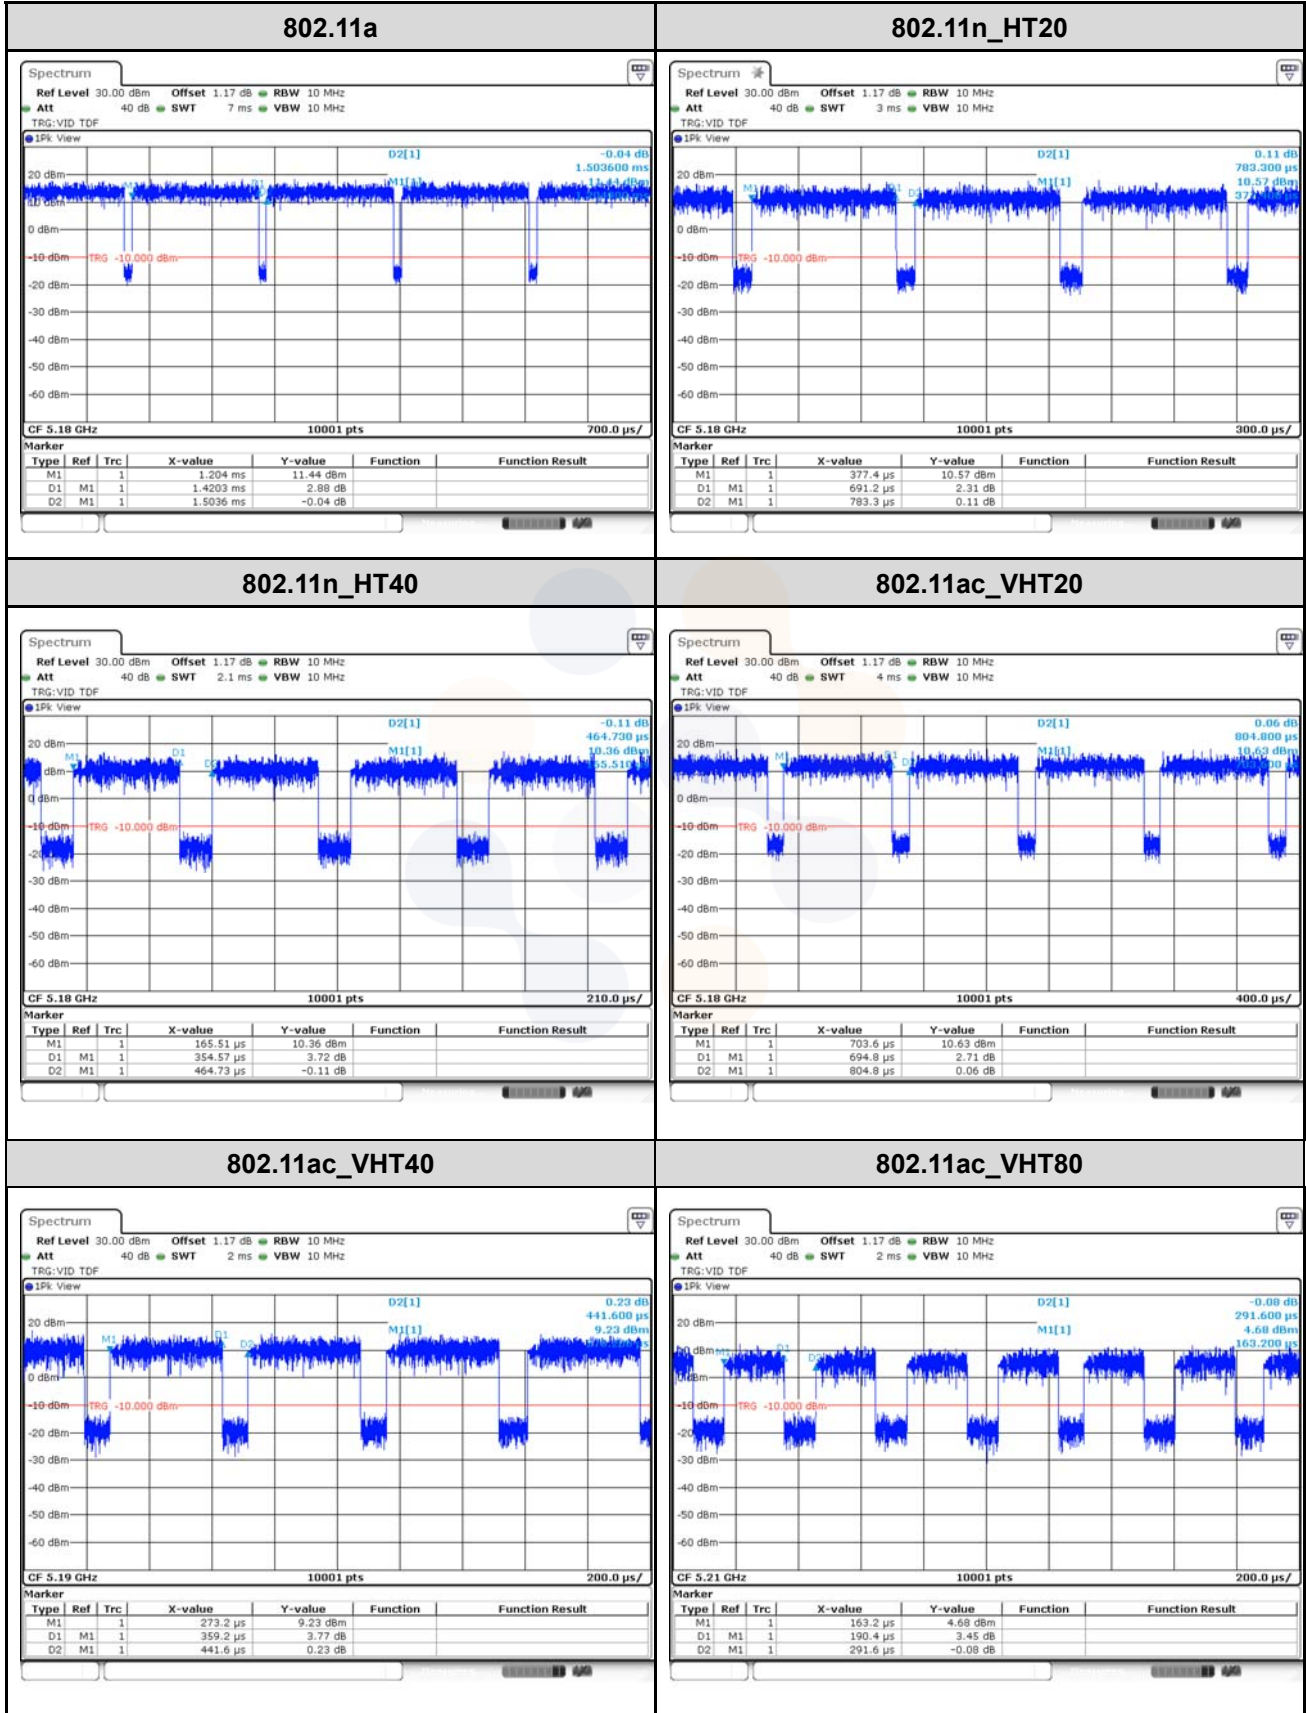 802.11a
802.11n_HT20
Spectrum
Ref Level 30.00 dBm Offset 1.17 dB RBW 10 MHz
Att 40 dB SWT 7 ms VBW 10 MHz
TRG:VID TDF
1Pk View
D2[1] -0.04 dB
1.503600 ms
M1[1] 11.44 dBm
M1
D1
20 dBm
10 dBm
0 dBm
-10 dBm
TRG -10.000 dBm
-20 dBm
-30 dBm
-40 dBm
-50 dBm
-60 dBm
CF 5.18 GHz 10001 pts 700.0 µs/
Marker
Type Ref Trc X-value Y-value Function Function Result
M1 1 1.204 ms 11.44 dBm
D1 M1 1 1.4203 ms 2.88 dB
D2 M1 1 1.5036 ms -0.04 dB
Spectrum
Ref Level 30.00 dBm Offset 1.17 dB RBW 10 MHz
Att 40 dB SWT 3 ms VBW 10 MHz
TRG:VID TDF
1Pk View
D2[1] 0.11 dB
783.300 µs
M1[1] 10.57 dBm
20 dBm
0 dBm
-10 dBm
TRG -10.000 dBm
-20 dBm
-30 dBm
-40 dBm
-50 dBm
-60 dBm
CF 5.18 GHz 10001 pts 300.0 µs/
Marker
Type Ref Trc X-value Y-value Function Function Result
M1 1 377.4 µs 10.57 dBm
D1 M1 1 691.2 µs 2.31 dB
D2 M1 1 783.3 µs 0.11 dB
802.11n_HT40
802.11ac_VHT20
Spectrum
Ref Level 30.00 dBm Offset 1.17 dB RBW 10 MHz
Att 40 dB SWT 2.1 ms VBW 10 MHz
TRG:VID TDF
1Pk View
D2[1] -0.11 dB
464.730 µs
M1[1] 10.36 dBm
M1
D1
20 dBm
dBm
0 dBm
-10 dBm
TRG -10.000 dBm
-30 dBm
-40 dBm
-50 dBm
-60 dBm
CF 5.18 GHz 10001 pts 210.0 µs/
Marker
Type Ref Trc X-value Y-value Function Function Result
M1 1 165.51 µs 10.36 dBm
D1 M1 1 354.57 µs 3.72 dB
D2 M1 1 464.73 µs -0.11 dB
Spectrum
Ref Level 30.00 dBm Offset 1.17 dB RBW 10 MHz
Att 40 dB SWT 4 ms VBW 10 MHz
TRG:VID TDF
1Pk View
D2[1] 0.06 dB
804.800 µs
M1[1] 10.63 dBm
20 dBm
0 dBm
-10 dBm
TRG -10.000 dBm
-20 dBm
-30 dBm
-40 dBm
-50 dBm
-60 dBm
CF 5.18 GHz 10001 pts 400.0 µs/
Marker
Type Ref Trc X-value Y-value Function Function Result
M1 1 703.6 µs 10.63 dBm
D1 M1 1 694.8 µs 2.71 dB
D2 M1 1 804.8 µs 0.06 dB
802.11ac_VHT40
802.11ac_VHT80
Spectrum
Ref Level 30.00 dBm Offset 1.17 dB RBW 10 MHz
Att 40 dB SWT 2 ms VBW 10 MHz
TRG:VID TDF
1Pk View
D2[1] 0.23 dB
441.600 µs
M1[1] 9.23 dBm
M1
D1
D2
20 dBm
0 dBm
-10 dBm
TRG -10.000 dBm
-20 dBm
-30 dBm
-40 dBm
-50 dBm
-60 dBm
CF 5.19 GHz 10001 pts 200.0 µs/
Marker
Type Ref Trc X-value Y-value Function Function Result
M1 1 273.2 µs 9.23 dBm
D1 M1 1 359.2 µs 3.77 dB
D2 M1 1 441.6 µs 0.23 dB
Spectrum
Ref Level 30.00 dBm Offset 1.17 dB RBW 10 MHz
Att 40 dB SWT 2 ms VBW 10 MHz
TRG:VID TDF
1Pk View
D2[1] -0.08 dB
291.600 µs
M1[1] 4.68 dBm
163.200 µs
M1
D1
20 dBm
0 dBm
-10 dBm
TRG -10.000 dBm
-30 dBm
-40 dBm
-50 dBm
-60 dBm
CF 5.21 GHz 10001 pts 200.0 µs/
Marker
Type Ref Trc X-value Y-value Function Function Result
M1 1 163.2 µs 4.68 dBm
D1 M1 1 190.4 µs 3.45 dB
D2 M1 1 291.6 µs -0.08 dB